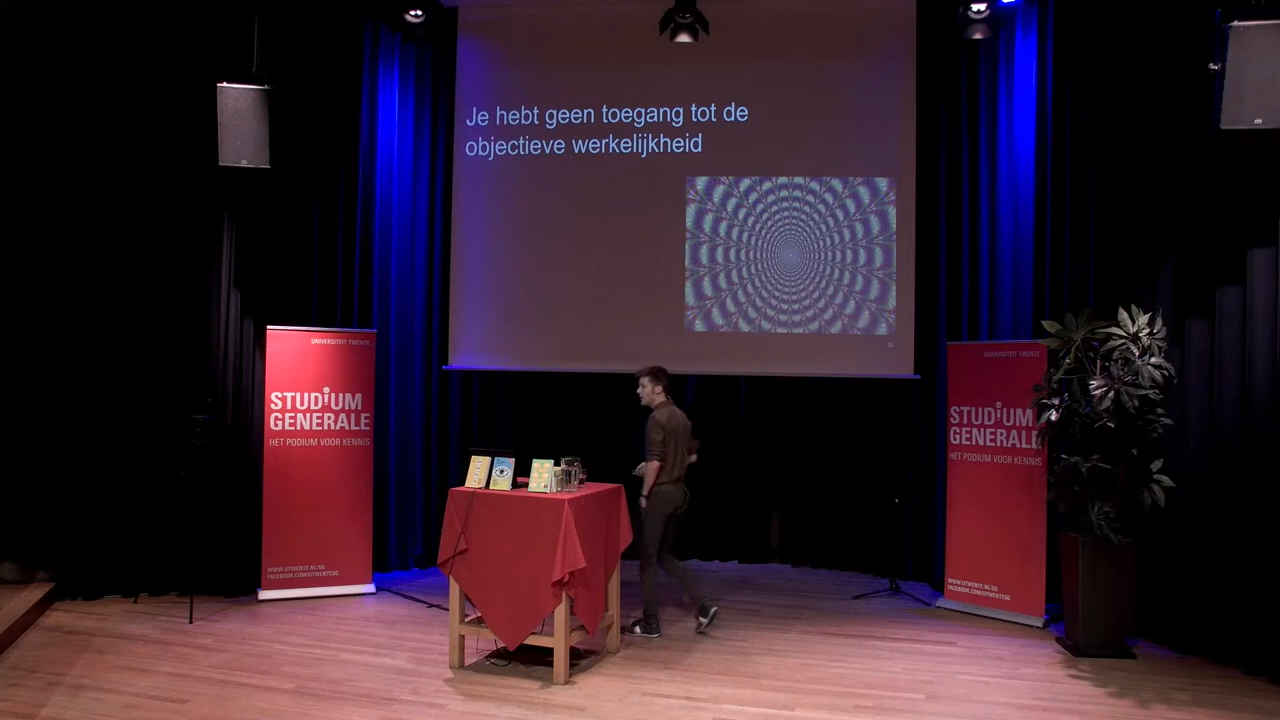 Je hebt geen toegang tot de
objectieve werkelijkheid
UNIVERSITEIT TWENTE
STUDIUM
GENERALE
HET PODIUM VOOR KENNIS
WWW.UTWENTE.NL/SG
FACEBOOK.COM/UTWENTESG
UNIVERSITEIT TWENTE
STUDIUM
GENERALE
HET PODIUM VOOR KENNIS
WWW.UTWENTE.NL/SG
FACEBOOK.COM/UTWENTESG